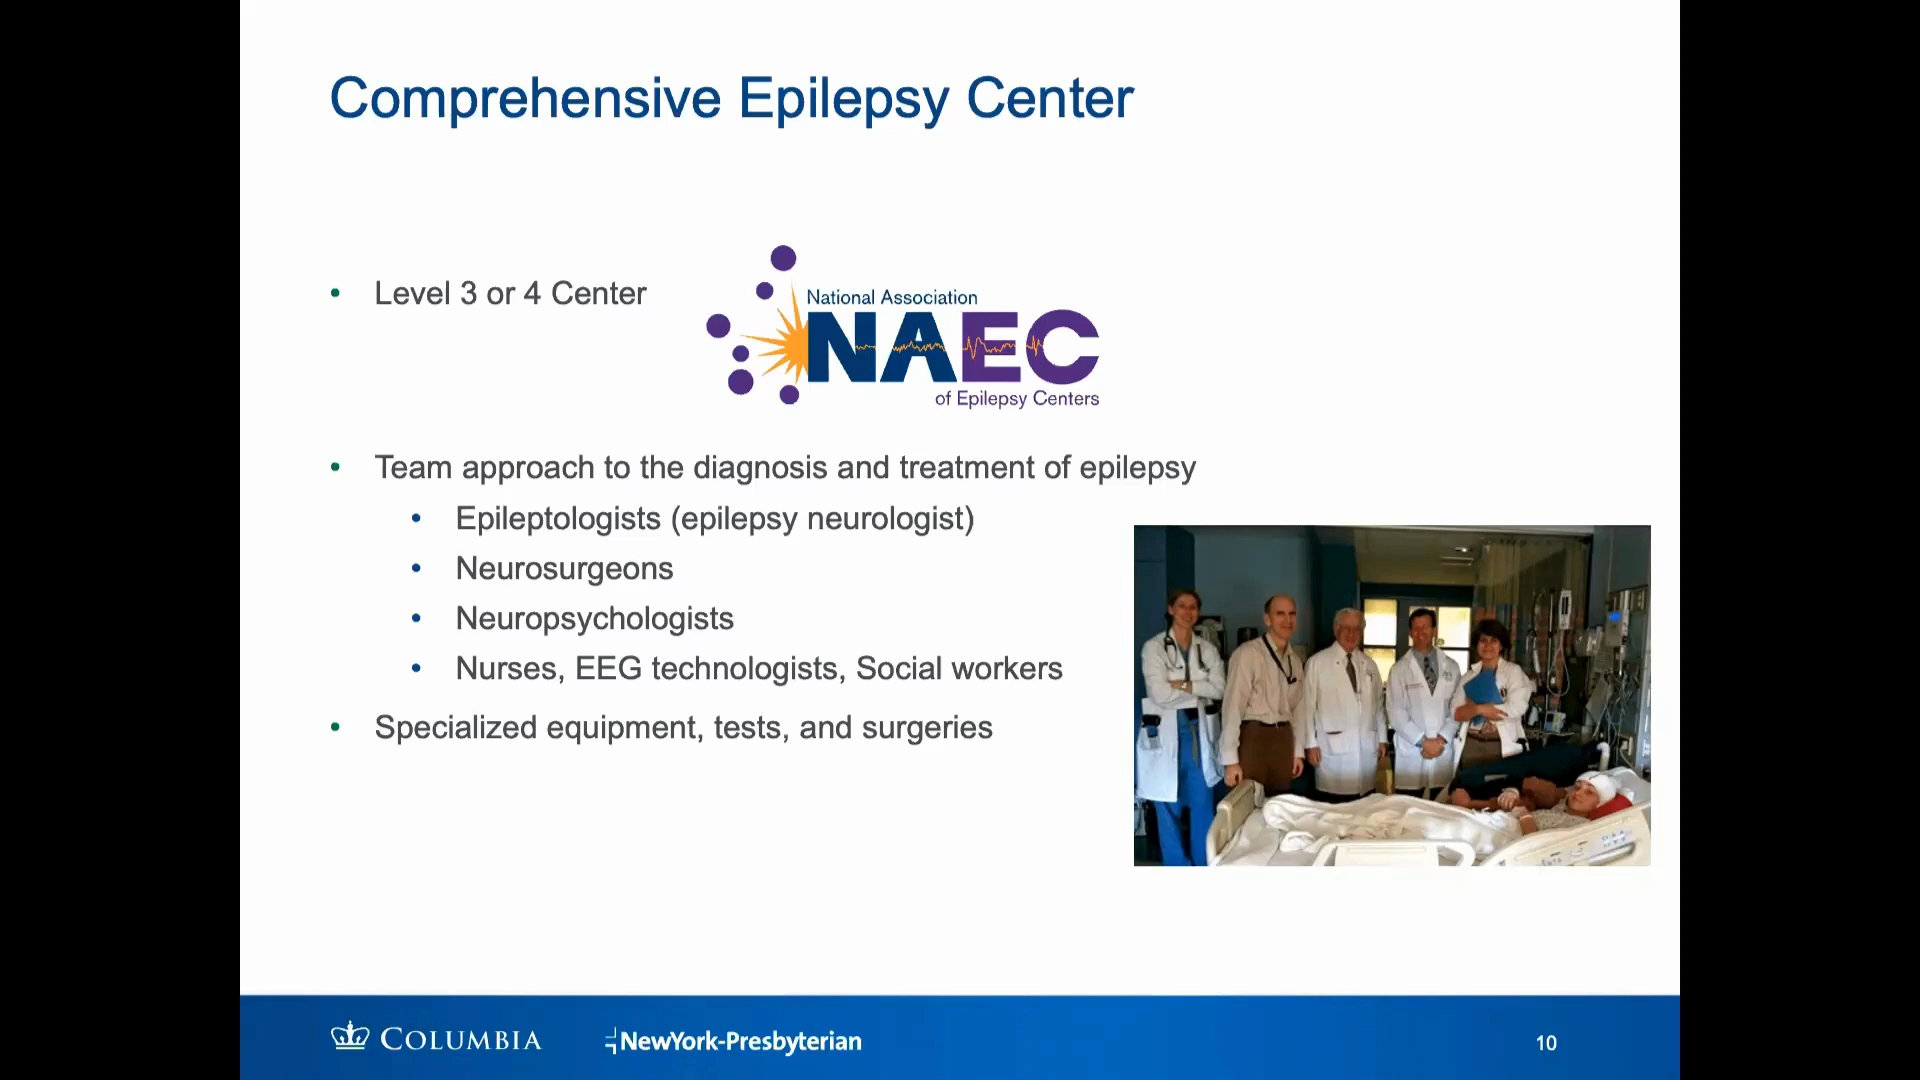 Comprehensive Epilepsy Center
• Level 3 or 4 Center
National Association
NAEC
of Epilepsy Centers
• Team approach to the diagnosis and treatment of epilepsy
• Epileptologists (epilepsy neurologist)
• Neurosurgeons
• Neuropsychologists
• Nurses, EEG technologists, Social workers
• Specialized equipment, tests, and surgeries
COLUMBIA
NewYork-Presbyterian
10